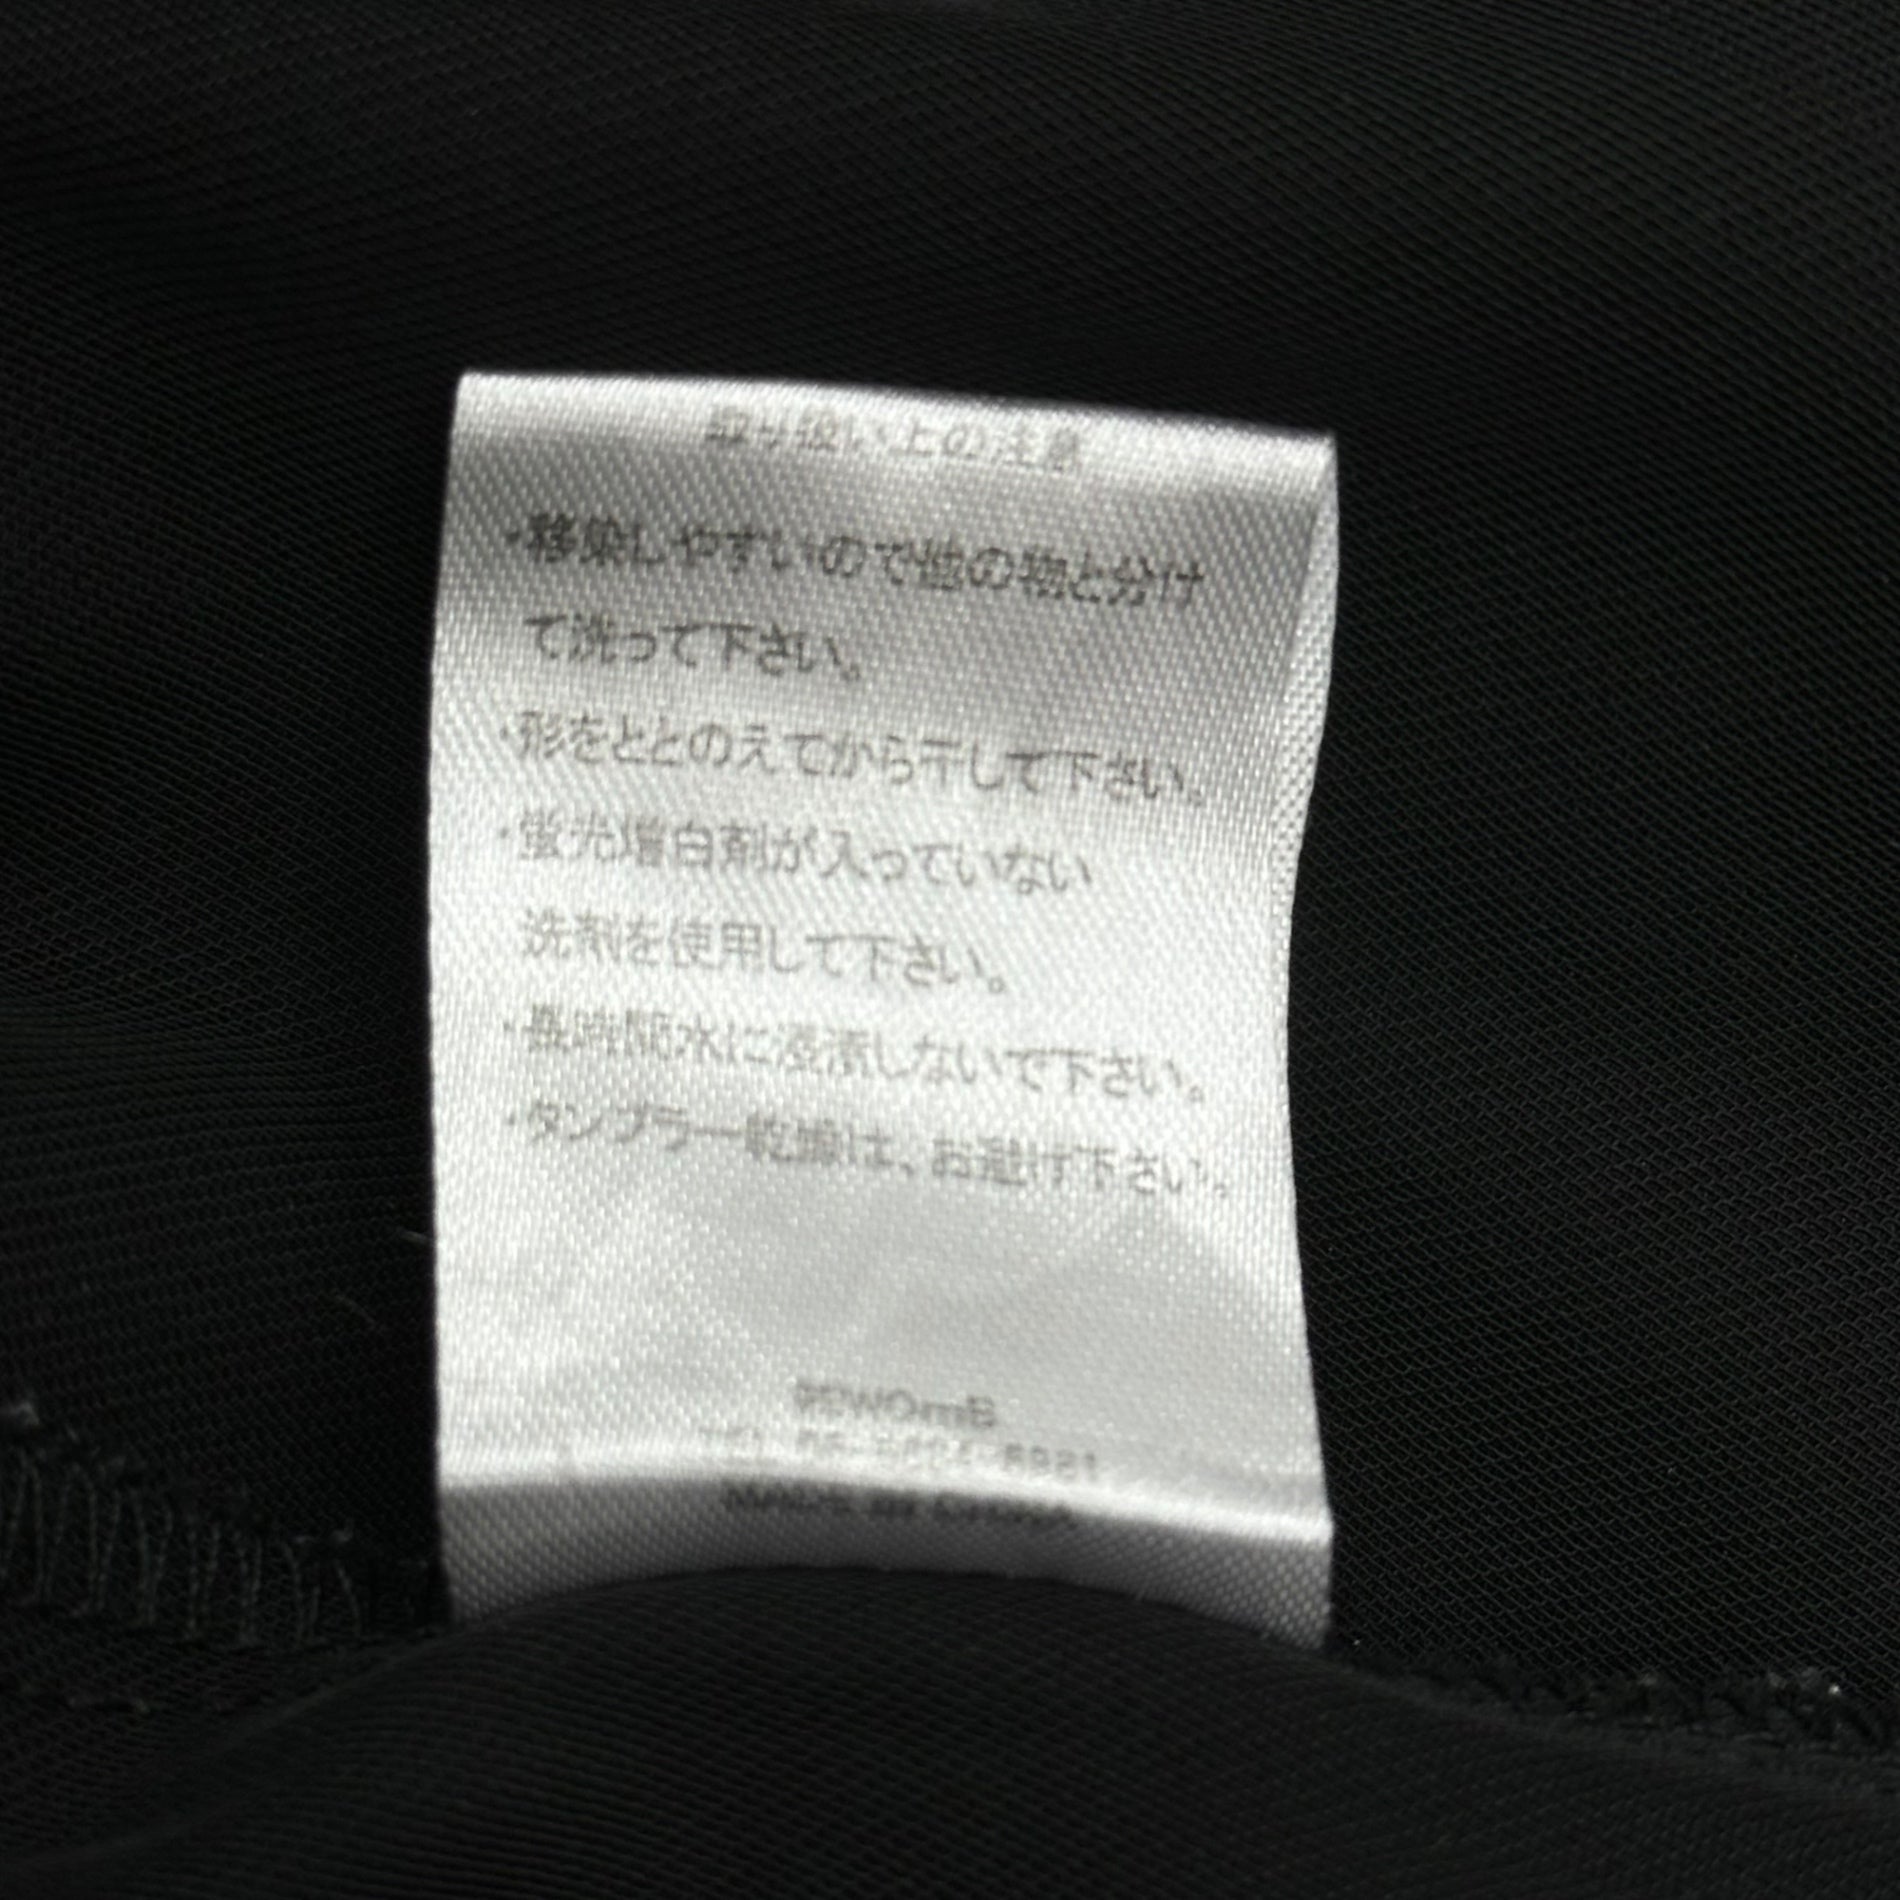 取り扱い上の注意
・移染しやすいので他の物と分け
て洗って下さい。
・形をととのえてから干して下さい。
・蛍光増白剤が入っていない
洗剤を使用して下さい。
・長時間水に浸漬しないで下さい。
・タンブラー乾燥は、お避け下さい。
MADE IN CHINA